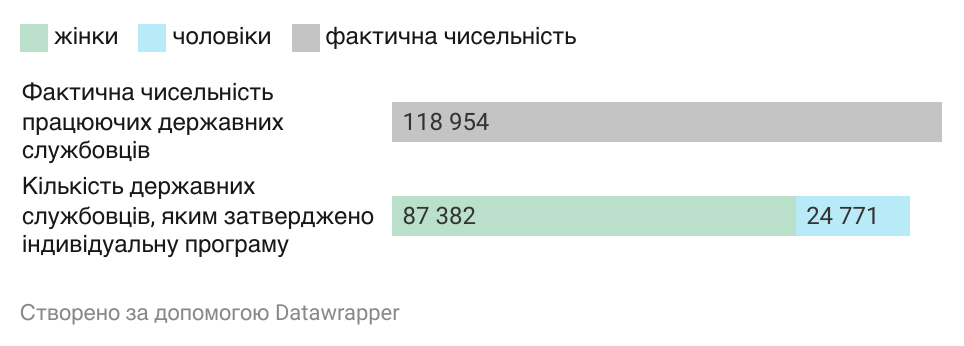 жінки чоловіки фактична чисельність
Фактична чисельність
працюючих державних
службовців
118 954
Кількість державних
службовців, яким затверджено
індивідуальну програму
87 382 24 771
Створено за допомогою Datawrapper